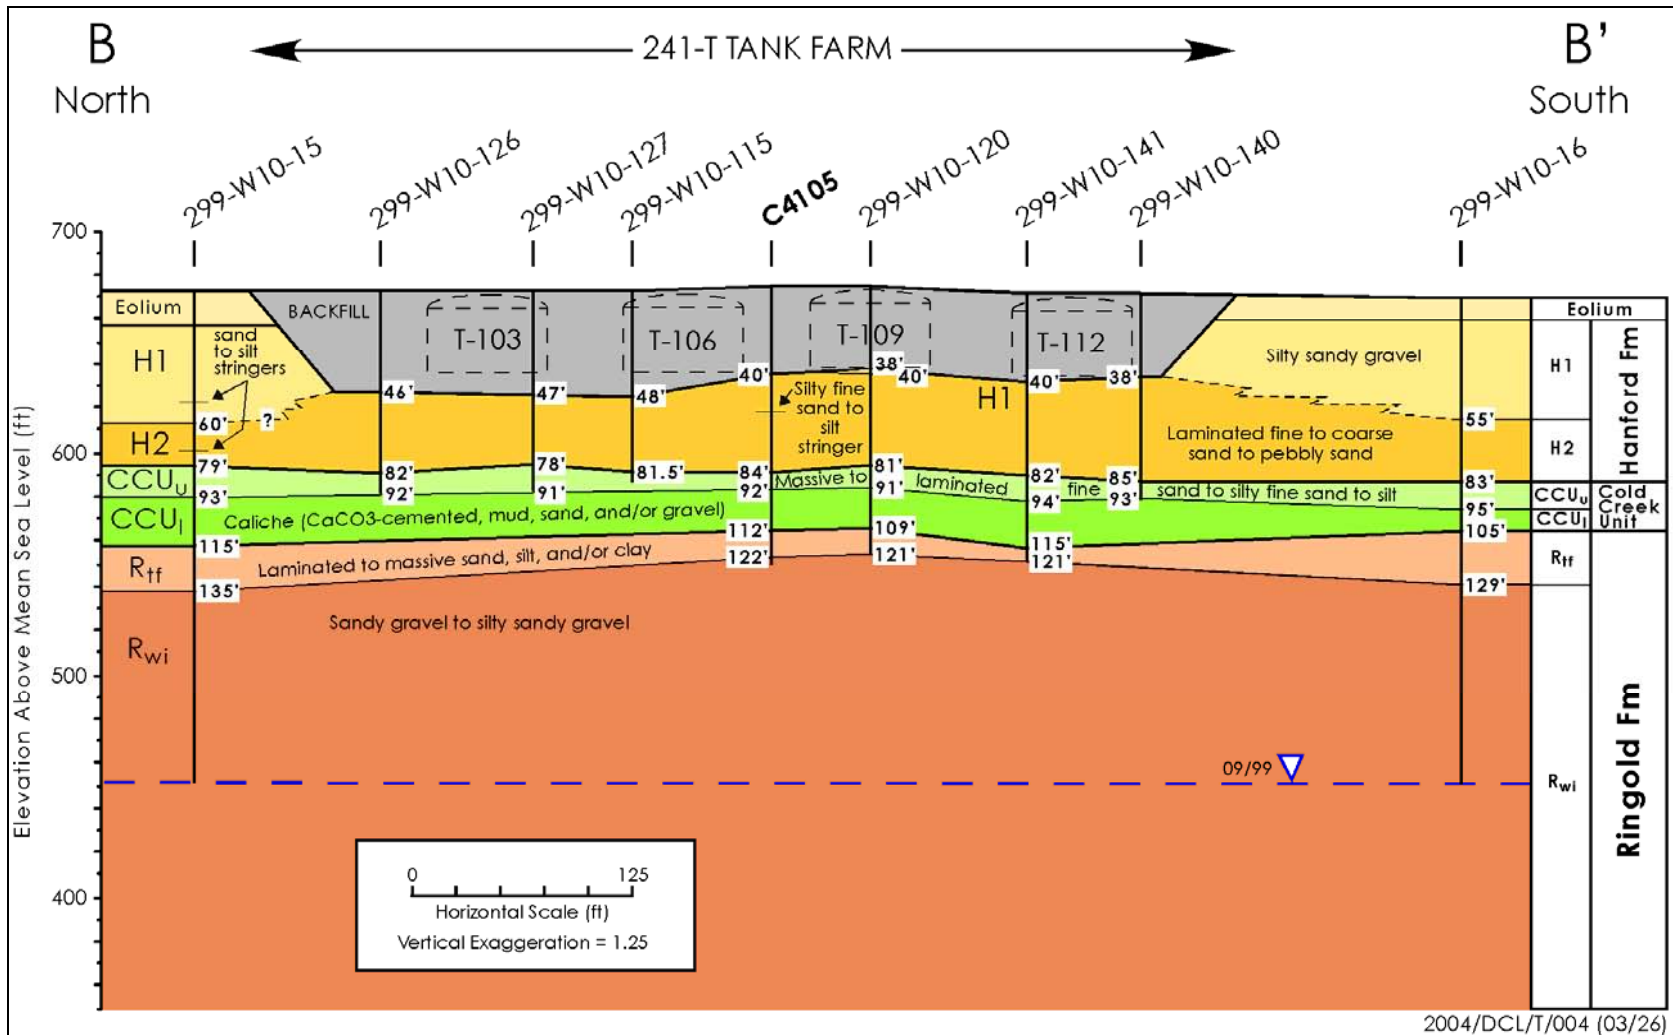 B
241-T TANK FARM
B'
North
South
299-W10-15
299-W10-126
299-W10-127
299-W10-115
C4105
299-W10-120
299-W10-141
299-W10-140
299-W10-16
Elevation Above Mean Sea Level (ft)
700
600
500
400
Eolium
BACKFILL
T-103
T-106
T-109
T-112
Eolium
sand
to silt
stringers
H1
Silty sandy gravel
H1
Hanford Fm
46'
47'
48'
40'
38'
40'
40'
38'
H1
Silty fine
sand to
silt
stringer
60'
?
55'
H2
Laminated fine to coarse
sand to pebbly sand
H2
79'
82'
78'
81.5'
84'
81'
82'
85'
83'
CCUu
Massive to laminated fine sand to silty fine sand to silt
CCUu
Cold
Creek
Unit
93'
92'
91'
92'
91'
94'
93'
95'
CCUl
Caliche (CaCO3-cemented, mud, sand, and/or gravel)
CCUl
115'
112'
109'
115'
105'
Rtf
Laminated to massive sand, silt, and/or clay
Rtf
135'
122'
121'
121'
129'
Rwi
Sandy gravel to silty sandy gravel
Ringold Fm
09/99
Rwi
0 125
Horizontal Scale (ft)
Vertical Exaggeration = 1.25
2004/DCL/T/004 (03/26)